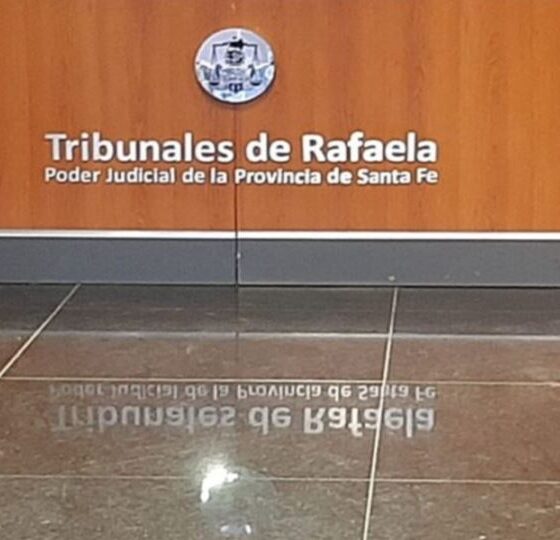 Tribunales de Rafaela
Poder Judicial de la Provincia de Santa Fe